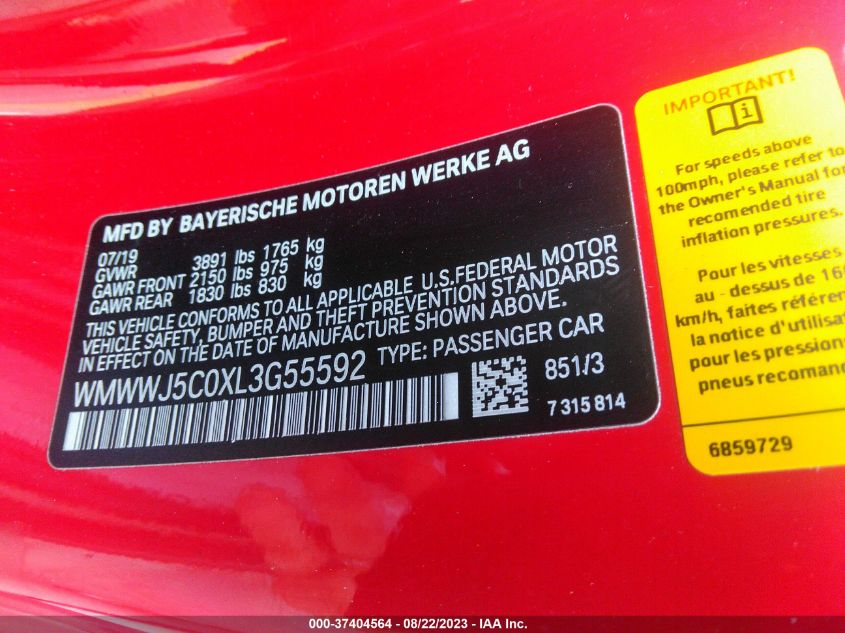 MFD BY BAYERISCHE MOTOREN WERKE AG
07/19
GVWR 3891 lbs 1765 kg
GAWR FRONT 2150 lbs 975 kg
GAWR REAR 1830 lbs 830 kg
THIS VEHICLE CONFORMS TO ALL APPLICABLE U.S.FEDERAL MOTOR
VEHICLE SAFETY, BUMPER AND THEFT PREVENTION STANDARDS
IN EFFECT ON THE DATE OF MANUFACTURE SHOWN ABOVE.
WMWWJ5C0XL3G55592 TYPE: PASSENGER CAR
851/3
7 315 814
IMPORTANT!
For speeds above
100mph, please refer to
the Owner's Manual for
recomended tire
inflation pressures.
Pour les vitesses
au - dessus de
km/h, faites
la notice
pour les pression
pneus
6859729
000-37404564 - 08/22/2023 - IAA Inc.